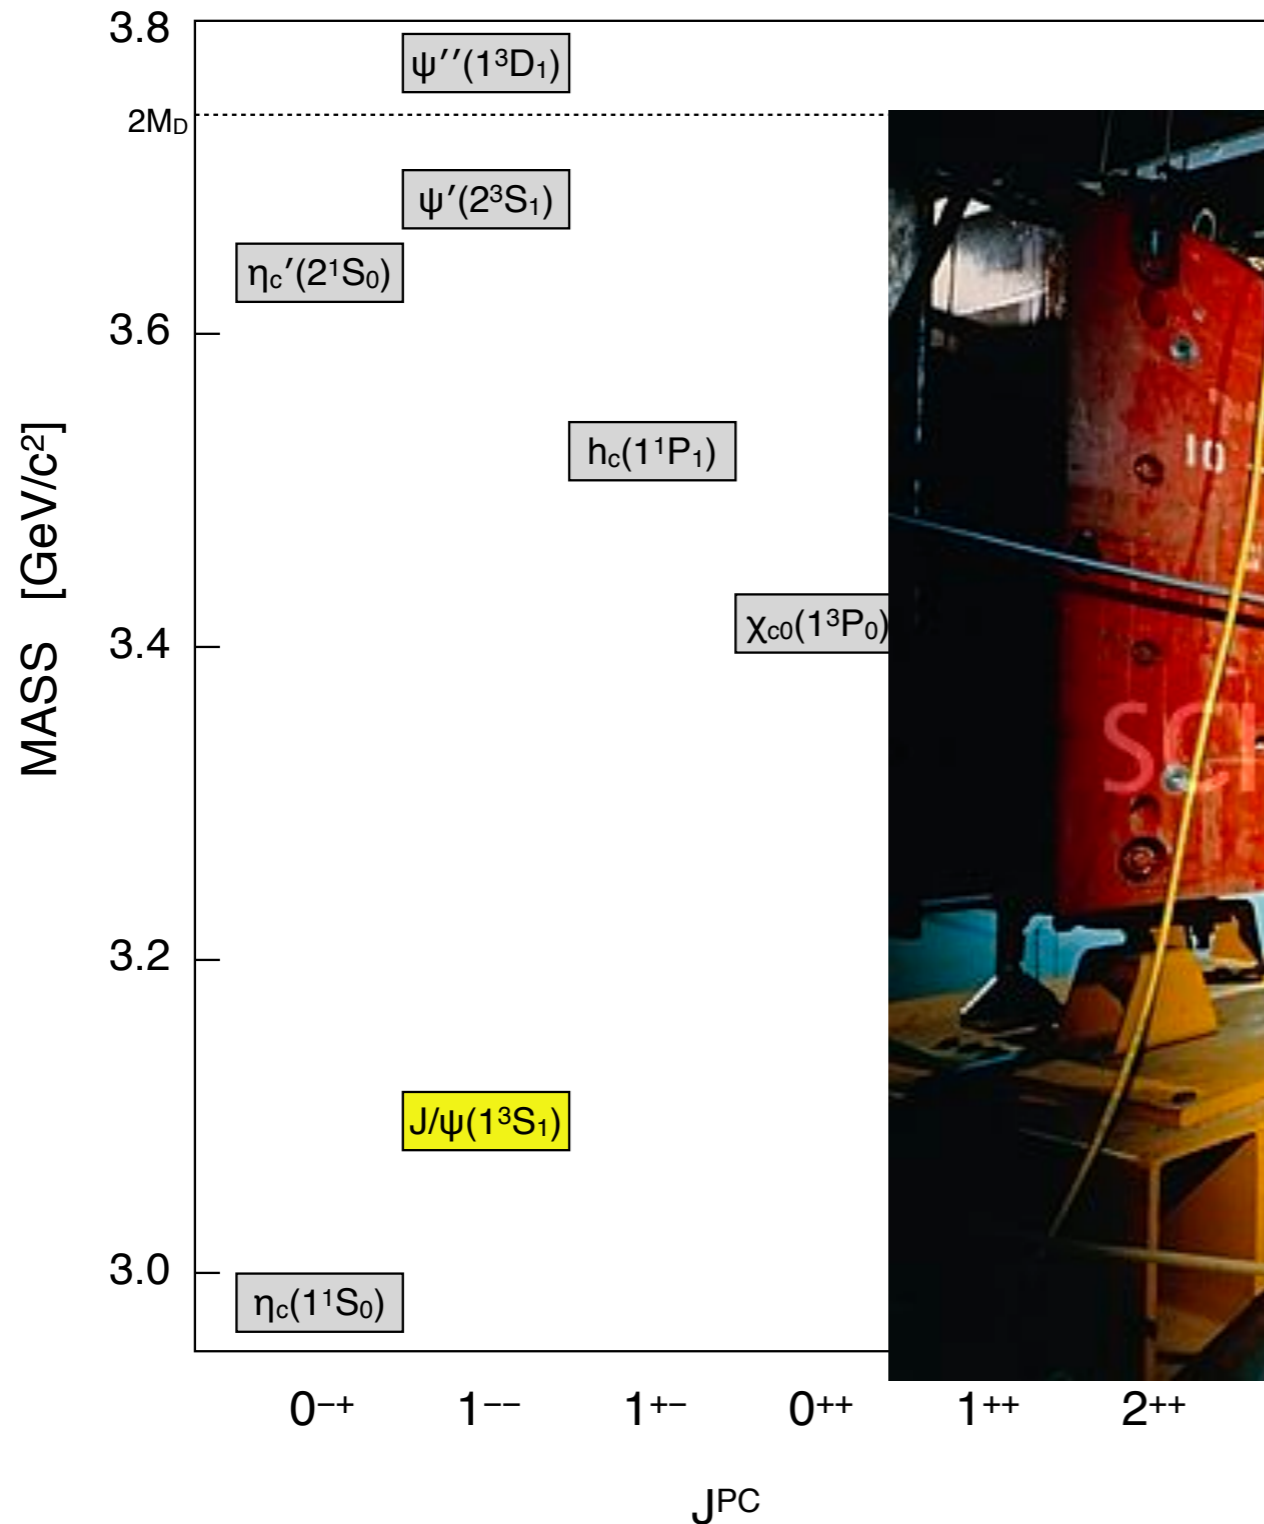 3.8
ψ′′(1³D₁)
2M_D
ψ′(2³S₁)
η_c′(2¹S₀)
3.6
h_c(1¹P₁)
10
MASS [GeV/c²]
χ_c0(1³P₀)
3.4
SCI
3.2
J/ψ(1³S₁)
3.0
η_c(1¹S₀)
0⁻⁺ 1⁻⁻ 1⁺⁻ 0⁺⁺ 1⁺⁺ 2⁺⁺
J^PC